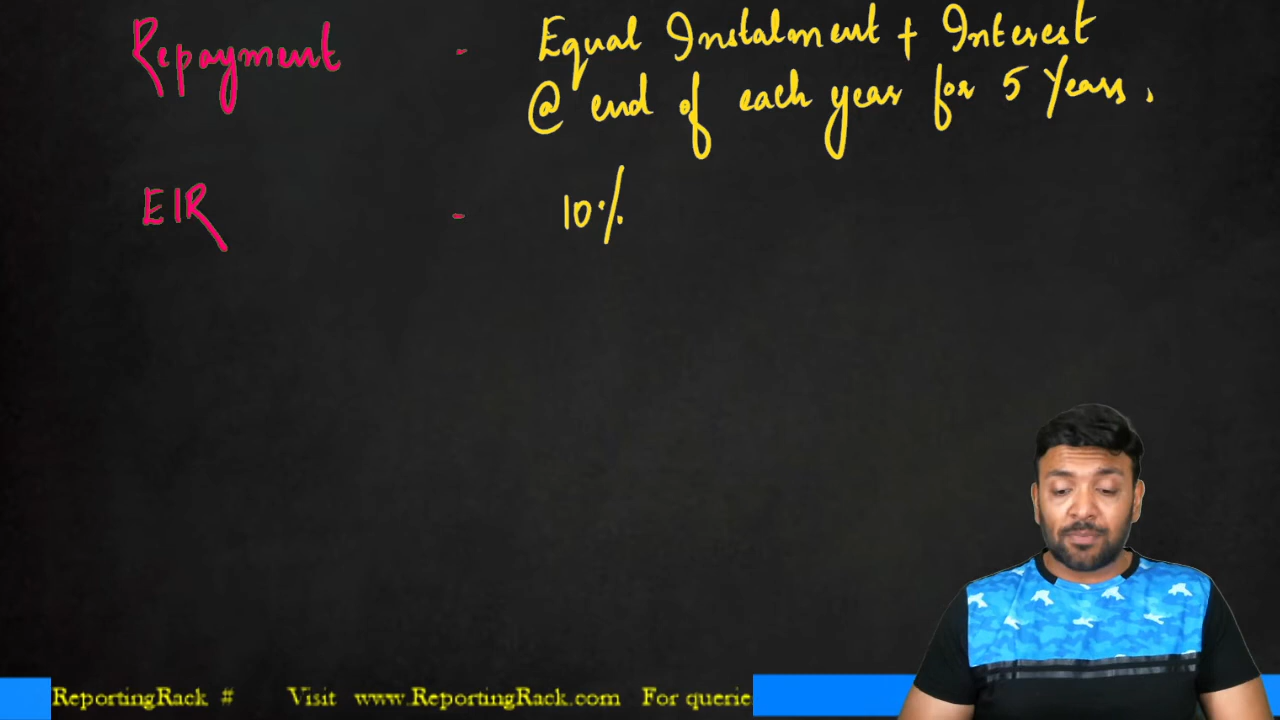 Repayment - Equal Instalment + Interest
@ end of each year for 5 Years.
EIR - 10%
ReportingRack # Visit www.ReportingRack.com For querie